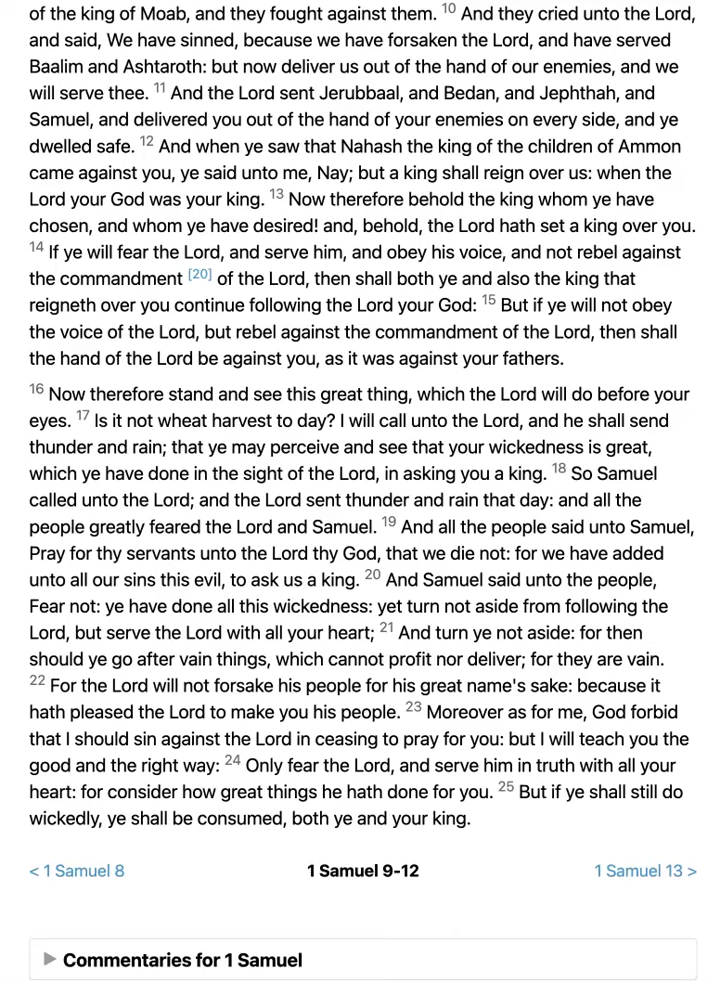 of the king of Moab, and they fought against them. 10 And they cried unto the Lord,
and said, We have sinned, because we have forsaken the Lord, and have served
Baalim and Ashtaroth: but now deliver us out of the hand of our enemies, and we
will serve thee. 11 And the Lord sent Jerubbaal, and Bedan, and Jephthah, and
Samuel, and delivered you out of the hand of your enemies on every side, and ye
dwelled safe. 12 And when ye saw that Nahash the king of the children of Ammon
came against you, ye said unto me, Nay; but a king shall reign over us: when the
Lord your God was your king. 13 Now therefore behold the king whom ye have
chosen, and whom ye have desired! and, behold, the Lord hath set a king over you.
14 If ye will fear the Lord, and serve him, and obey his voice, and not rebel against
the commandment [20] of the Lord, then shall both ye and also the king that
reigneth over you continue following the Lord your God: 15 But if ye will not obey
the voice of the Lord, but rebel against the commandment of the Lord, then shall
the hand of the Lord be against you, as it was against your fathers.
16 Now therefore stand and see this great thing, which the Lord will do before your
eyes. 17 Is it not wheat harvest to day? I will call unto the Lord, and he shall send
thunder and rain; that ye may perceive and see that your wickedness is great,
which ye have done in the sight of the Lord, in asking you a king. 18 So Samuel
called unto the Lord; and the Lord sent thunder and rain that day: and all the
people greatly feared the Lord and Samuel. 19 And all the people said unto Samuel,
Pray for thy servants unto the Lord thy God, that we die not: for we have added
unto all our sins this evil, to ask us a king. 20 And Samuel said unto the people,
Fear not: ye have done all this wickedness: yet turn not aside from following the
Lord, but serve the Lord with all your heart; 21 And turn ye not aside: for then
should ye go after vain things, which cannot profit nor deliver; for they are vain.
22 For the Lord will not forsake his people for his great name's sake: because it
hath pleased the Lord to make you his people. 23 Moreover as for me, God forbid
that I should sin against the Lord in ceasing to pray for you: but I will teach you the
good and the right way: 24 Only fear the Lord, and serve him in truth with all your
heart: for consider how great things he hath done for you. 25 But if ye shall still do
wickedly, ye shall be consumed, both ye and your king.
< 1 Samuel 8 1 Samuel 9-12 1 Samuel 13 >
Commentaries for 1 Samuel